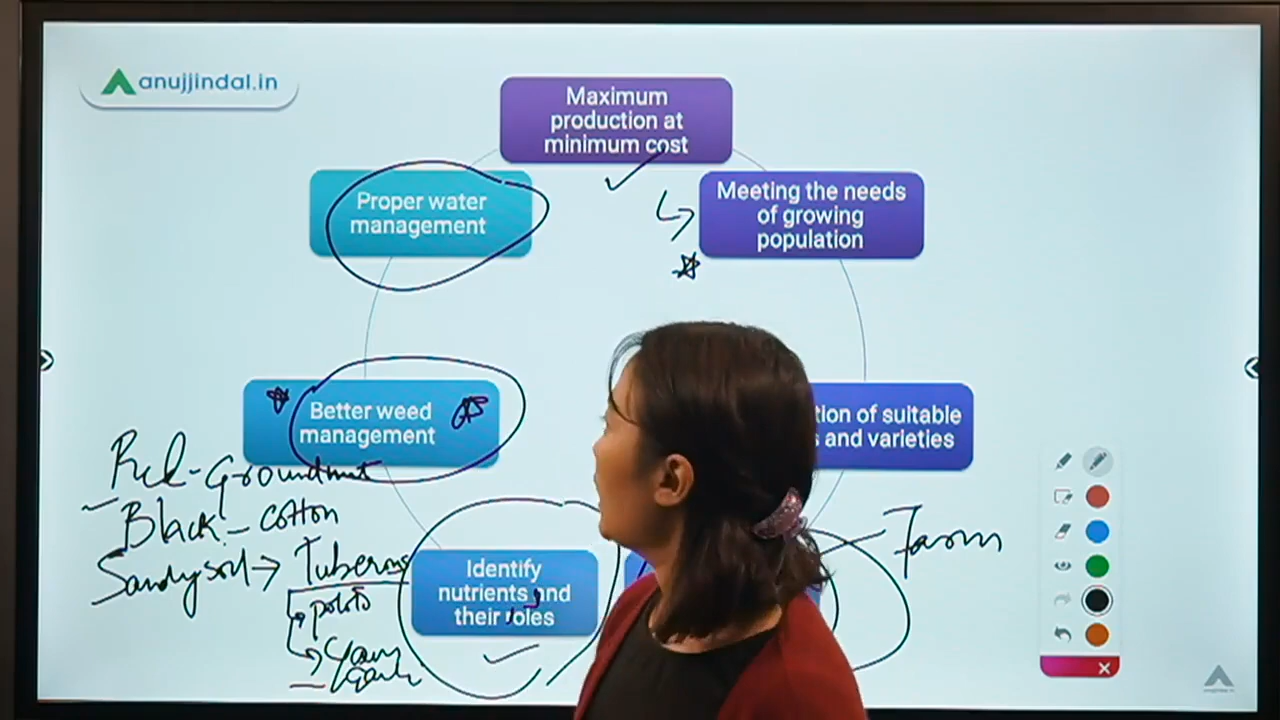 anujjindal.in
Maximum
production at
minimum cost
Proper water
management
Meeting the needs
of growing
population
Better weed
management
tion of suitable
s and varieties
Identify
nutrients and
their roles
Red - Groundnut
Black - Cotton
Sandy soil → Tuberous
Farm